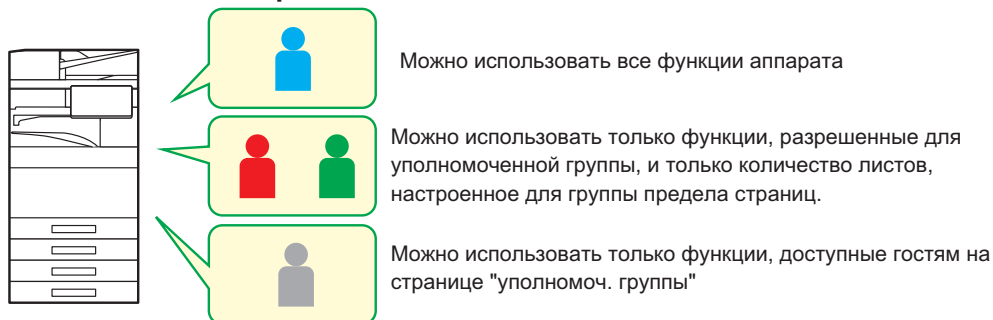 Можно использовать все функции аппарата
Можно использовать только функции, разрешенные для
уполномоченной группы, и только количество листов,
настроенное для группы предела страниц.
Можно использовать только функции, доступные гостям на
странице "уполномоч. группы"